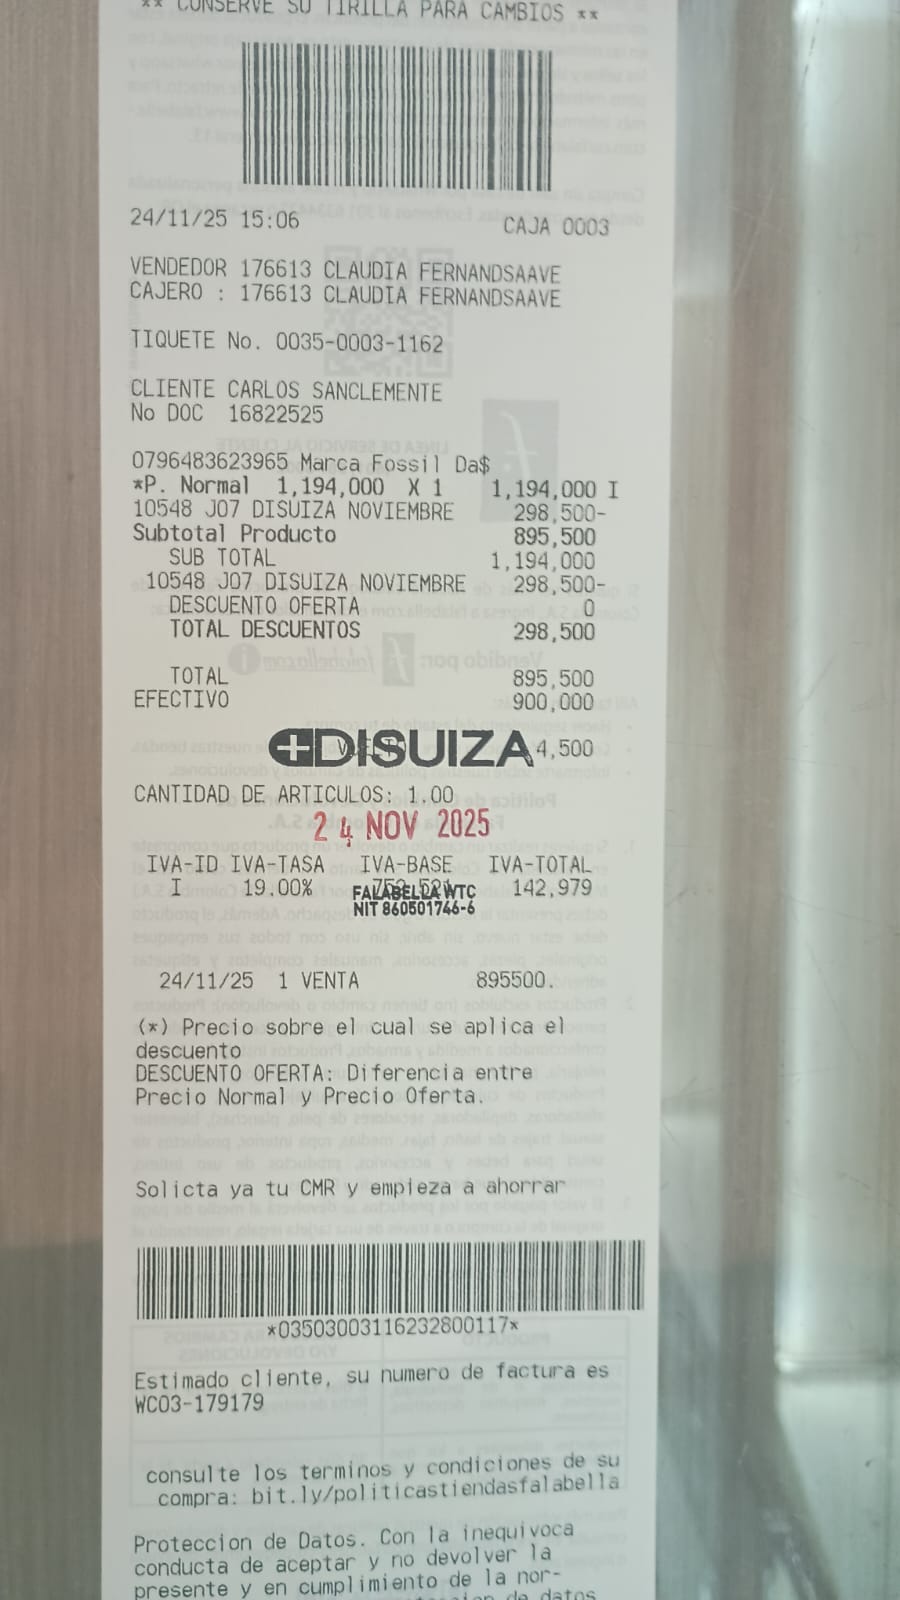 ** CONSERVE SU TIRILLA PARA CAMBIOS **
24/11/25 15:06 CAJA 0003
VENDEDOR 176613 CLAUDIA FERNANDSAAVE
CAJERO : 176613 CLAUDIA FERNANDSAAVE
TIQUETE No. 0035-0003-1162
CLIENTE CARLOS SANCLEMENTE
No DOC 16822525
0796483623965 Marca Fossil Da$
*P. Normal 1,194,000 X 1 1,194,000 I
10548 J07 DISUIZA NOVIEMBRE 298,500-
Subtotal Producto 895,500
SUB TOTAL 1,194,000
10548 J07 DISUIZA NOVIEMBRE 298,500-
DESCUENTO OFERTA 0
TOTAL DESCUENTOS 298,500
TOTAL 895,500
EFECTIVO 900,000
DISUIZA 4,500
CANTIDAD DE ARTICULOS: 1.00
24 NOV 2025
IVA-ID IVA-TASA IVA-BASE IVA-TOTAL
I 19.00% 142,979
FALABELLA WTC
NIT 860501746-6
24/11/25 1 VENTA 895500.
(*) Precio sobre el cual se aplica el
descuento
DESCUENTO OFERTA: Diferencia entre
Precio Normal y Precio Oferta.
Solicta ya tu CMR y empieza a ahorrar
*03503003116232800117*
Estimado cliente, su numero de factura es
WC03-179179
consulte los terminos y condiciones de su
compra: bit.ly/politicastiendasfalabella
Proteccion de Datos. Con la inequivoca
conducta de aceptar y no devolver la
presente y en cumplimiento de la nor-
de datos